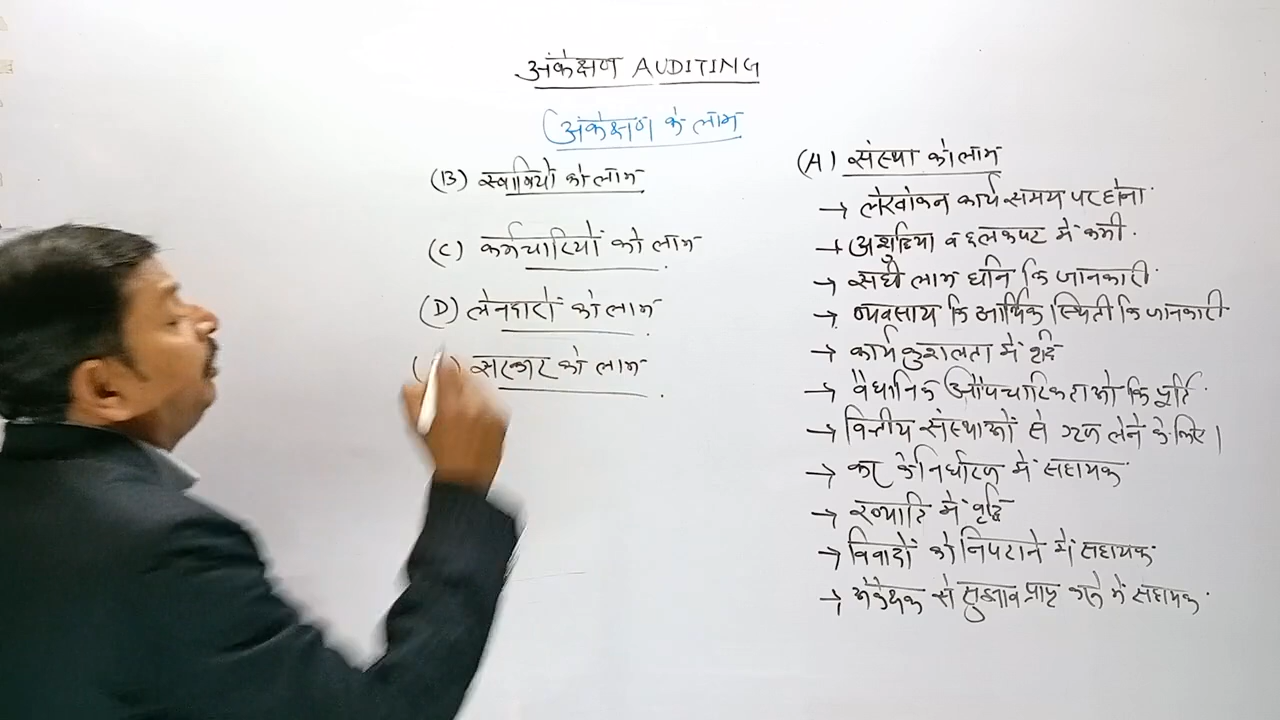 अंकेक्षण AUDITING
अंकेक्षण के लाभ
(A) संस्था को लाभ
→ लेखांकन कार्य समय पर होना
→ अशुद्धिया व छलकपट में कमी.
→ सही लाभ हानि कि जानकारी.
→ व्यवसाय कि आर्थिक स्थिती कि जानकारी
→ कार्य कुशलता में वृद्धि
→ वैधानिक औपचारिकताओ कि पूर्ति.
→ वित्तीय संस्थाओं से ऋण लेने के लिए।
→ कर के निर्धारण में सहायक
→ ख्याति में वृद्धि
→ विवादों को निपटाने में सहायक
→ अंकेक्षक से सुझाव प्राप्त करने में सहायक.
(B) स्वामियों को लाभ
(C) कर्मचारियों को लाभ
(D) लेनदारों को लाभ
सरकार को लाभ